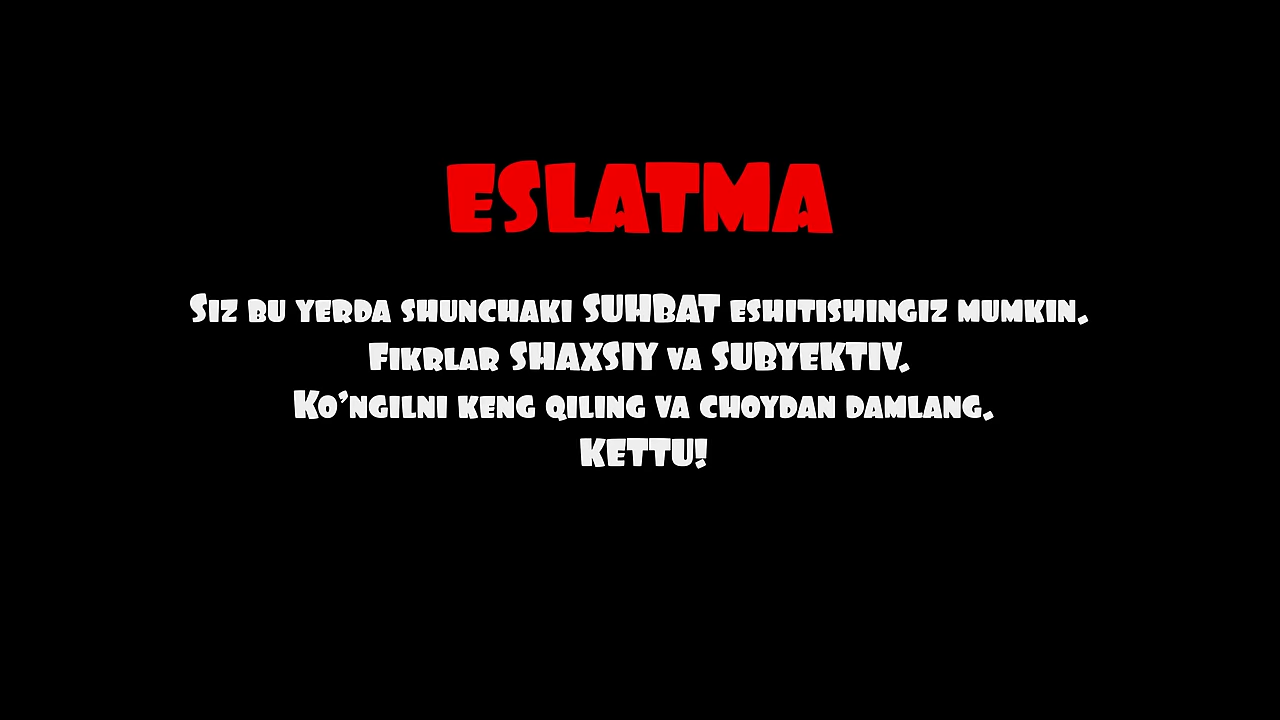 ESLATMA
Siz bu yerda shunchaki SUHBAT eshitishingiz mumkin.
Fikrlar SHAXSIY va SUBYEKTIV.
Ko'ngilni keng qiling va choydan damlang.
KETTU!